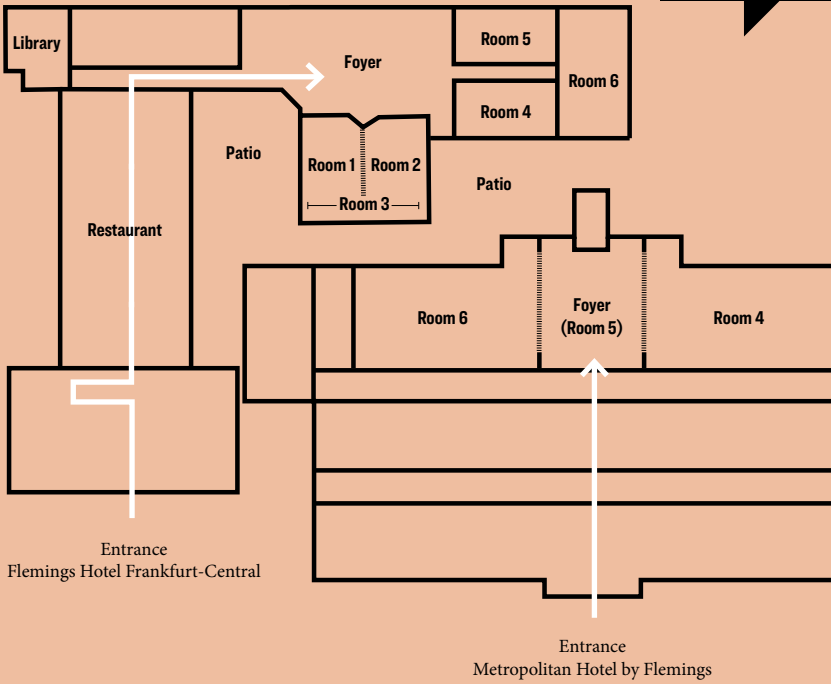 Library
Foyer
Room 5
Room 6
Room 4
Patio
Room 1
Room 2
Room 3
Patio
Restaurant
Room 6
Foyer
(Room 5)
Room 4
Entrance
Flemings Hotel Frankfurt-Central
Entrance
Metropolitan Hotel by Flemings